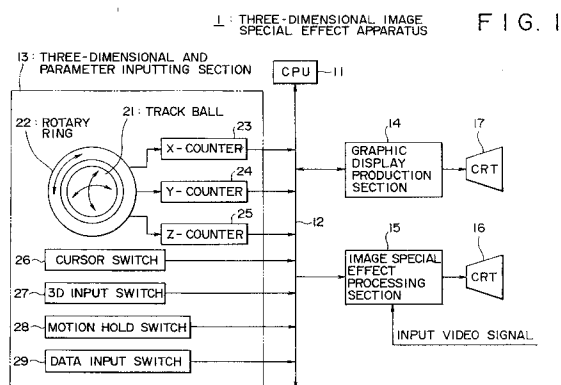 1 : THREE-DIMENSIONAL IMAGE
SPECIAL EFFECT APPARATUS
FIG. 1
13 : THREE-DIMENSIONAL AND
PARAMETER INPUTTING SECTION
CPU
11
21 : TRACK BALL
22 : ROTARY
RING
23
X-COUNTER
24
Y-COUNTER
25
Z-COUNTER
12
14
GRAPHIC
DISPLAY
PRODUCTION
SECTION
17
CRT
15
IMAGE SPECIAL
EFFECT
PROCESSING
SECTION
16
CRT
INPUT VIDEO SIGNAL
26
CURSOR SWITCH
27
3D INPUT SWITCH
28
MOTION HOLD SWITCH
29
DATA INPUT SWITCH